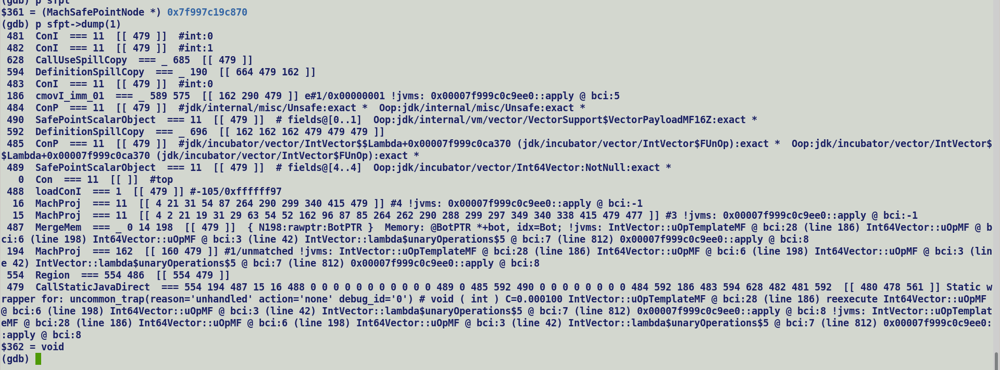 (gdb) p sfpt
$361 = (MachSafePointNode *) 0x7f997c19c870
(gdb) p sfpt->dump(1)
 481  ConI  === 11  [[ 479 ]]  #int:0
 482  ConI  === 11  [[ 479 ]]  #int:1
 628  CallUseSpillCopy  === _ 685  [[ 479 ]]
 594  DefinitionSpillCopy  === _ 190  [[ 664 479 162 ]]
 483  ConI  === 11  [[ 479 ]]  #int:0
 186  cmovI_imm_01  === _ 589 575  [[ 162 290 479 ]] e#1/0x00000001 !jvms: 0x00007f999c0c9ee0::apply @ bci:5
 484  ConP  === 11  [[ 479 ]]  #jdk/internal/misc/Unsafe:exact *  Oop:jdk/internal/misc/Unsafe:exact *
 490  SafePointScalarObject  === 11  [[ 479 ]]  # fields@[0..1]  Oop:jdk/internal/vm/vector/VectorSupport$VectorPayloadMF16Z:exact *
 592  DefinitionSpillCopy  === _ 696  [[ 162 162 162 479 479 479 ]]
 485  ConP  === 11  [[ 479 ]]  #jdk/incubator/vector/IntVector$$Lambda+0x00007f999c0ca370 (jdk/incubator/vector/IntVector$FUnOp):exact *  Oop:jdk/incubator/vector/IntVector$
$Lambda+0x00007f999c0ca370 (jdk/incubator/vector/IntVector$FUnOp):exact *
 489  SafePointScalarObject  === 11  [[ 479 ]]  # fields@[4..4]  Oop:jdk/incubator/vector/Int64Vector:NotNull:exact *
   0  Con  === 11  [[ ]]  #top
 488  loadConI  === 1  [[ 479 ]] #-105/0xffffff97
  16  MachProj  === 11  [[ 4 21 31 54 87 264 290 299 340 415 479 ]] #4 !jvms: 0x00007f999c0c9ee0::apply @ bci:-1
  15  MachProj  === 11  [[ 4 2 21 19 31 29 63 54 52 162 96 87 85 264 262 290 288 299 297 349 340 338 415 479 477 ]] #3 !jvms: 0x00007f999c0c9ee0::apply @ bci:-1
 487  MergeMem  === _ 0 14 198  [[ 479 ]]  { N198:rawptr:BotPTR }  Memory: @BotPTR *+bot, idx=Bot; !jvms: IntVector::uOpTemplateMF @ bci:28 (line 186) Int64Vector::uOpMF @ b
ci:6 (line 198) Int64Vector::uOpMF @ bci:3 (line 42) IntVector::lambda$unaryOperations$5 @ bci:7 (line 812) 0x00007f999c0c9ee0::apply @ bci:8
 194  MachProj  === 162  [[ 160 479 ]] #1/unmatched !jvms: IntVector::uOpTemplateMF @ bci:28 (line 186) Int64Vector::uOpMF @ bci:6 (line 198) Int64Vector::uOpMF @ bci:3 (lin
e 42) IntVector::lambda$unaryOperations$5 @ bci:7 (line 812) 0x00007f999c0c9ee0::apply @ bci:8
 554  Region  === 554 486  [[ 554 479 ]]
 479  CallStaticJavaDirect  === 554 194 487 15 16 488 0 0 0 0 0 0 0 0 0 0 0 489 0 485 592 490 0 0 0 0 0 0 0 0 484 592 186 483 594 628 482 481 592  [[ 480 478 561 ]] Static w
rapper for: uncommon_trap(reason='unhandled' action='none' debug_id='0') # void ( int ) C=0.000100 IntVector::uOpTemplateMF @ bci:28 (line 186) reexecute Int64Vector::uOpMF
@ bci:6 (line 198) Int64Vector::uOpMF @ bci:3 (line 42) IntVector::lambda$unaryOperations$5 @ bci:7 (line 812) 0x00007f999c0c9ee0::apply @ bci:8 !jvms: IntVector::uOpTemplat
eMF @ bci:28 (line 186) Int64Vector::uOpMF @ bci:6 (line 198) Int64Vector::uOpMF @ bci:3 (line 42) IntVector::lambda$unaryOperations$5 @ bci:7 (line 812) 0x00007f999c0c9ee0:
:apply @ bci:8
$362 = void
(gdb)